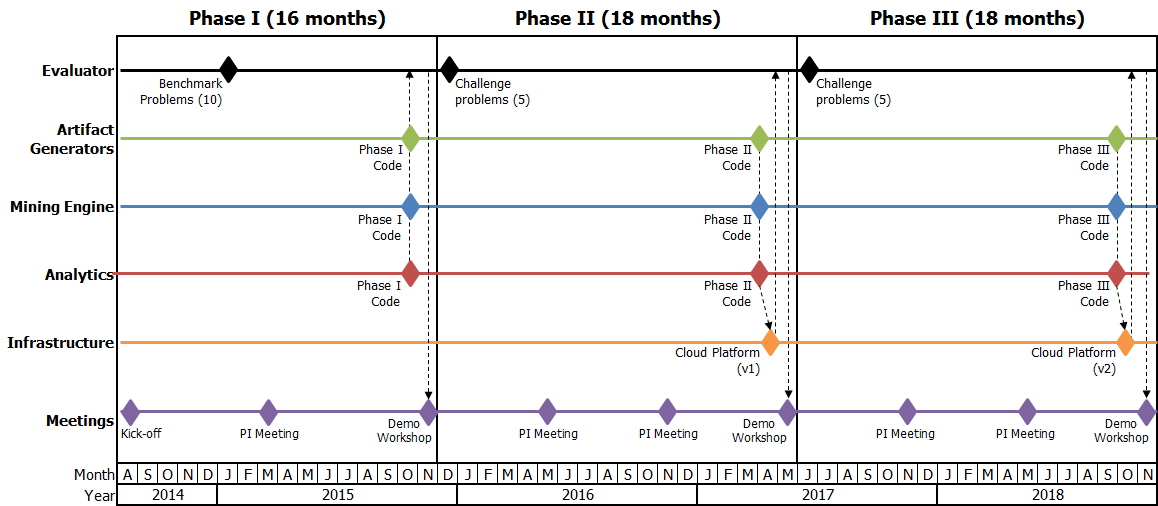 Phase I (16 months) Phase II (18 months) Phase III (18 months)
Evaluator
Benchmark
Problems (10)
Challenge
problems (5)
Challenge
problems (5)
Artifact
Generators
Phase I
Code
Phase II
Code
Phase III
Code
Mining Engine
Phase I
Code
Phase II
Code
Phase III
Code
Analytics
Phase I
Code
Phase II
Code
Phase III
Code
Infrastructure
Cloud Platform
(v1)
Cloud Platform
(v2)
Meetings
Kick-off
PI Meeting
Demo
Workshop
PI Meeting
PI Meeting
Demo
Workshop
PI Meeting
PI Meeting
Demo
Workshop
Month A S O N D J F M A M J J A S O N D J F M A M J J A S O N D J F M A M J J A S O N D J F M A M J J A S O N
Year 2014 2015 2016 2017 2018